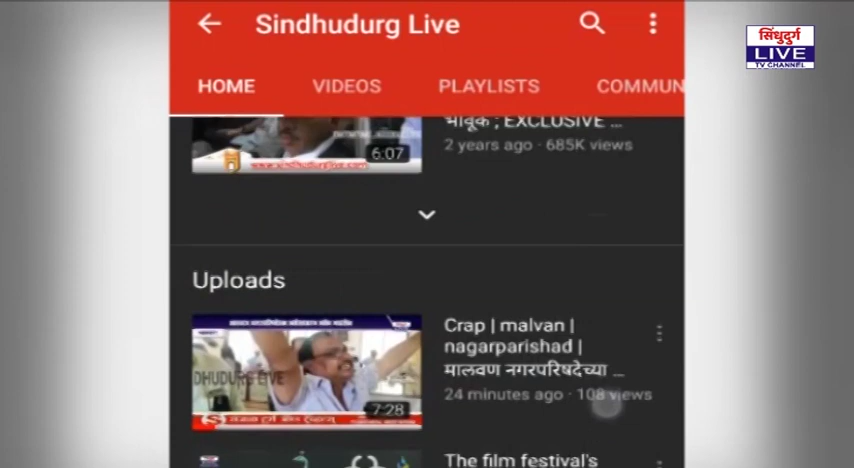 Sindhudurg Live
सिंधुदुर्ग
LIVE
TV CHANNEL
HOME VIDEOS PLAYLISTS COMMUN
भावूक ; EXCLUSIVE ...
2 years ago · 685K views
6:07
Uploads
Crap | malvan |
nagarparishad |
मालवण नगरपरिषदेच्या ...
24 minutes ago · 108 views
DHUDURG LIVE
7:28
The film festival's